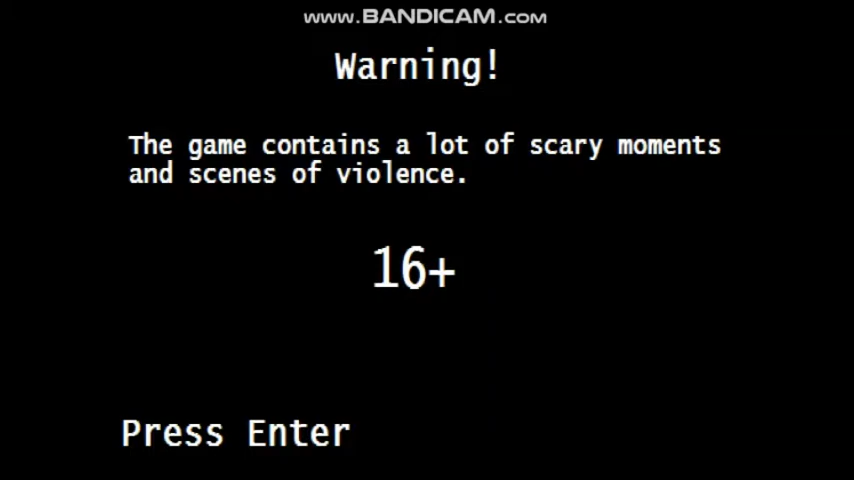 www.BANDICAM.com
Warning!
The game contains a lot of scary moments
and scenes of violence.
16+
Press Enter